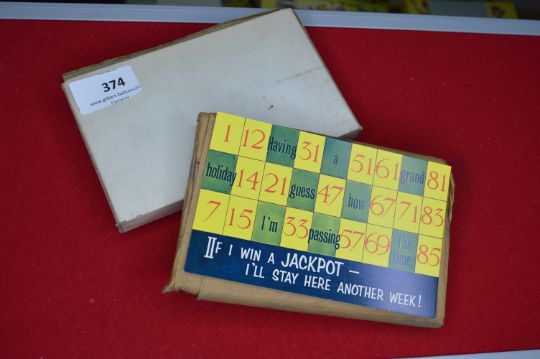 374
1 12 Having 31 a 51 61 grand 81
holiday 14 21 guess 47 how 67 71 83
7 15 I'm 33 passing 57 69 the time. 85
IF I WIN A JACKPOT —
I'LL STAY HERE ANOTHER WEEK!